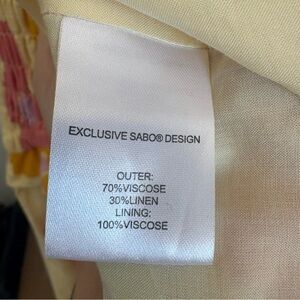 EXCLUSIVE SABO® DESIGN
OUTER:
70%VISCOSE
30%LINEN
LINING:
100%VISCOSE